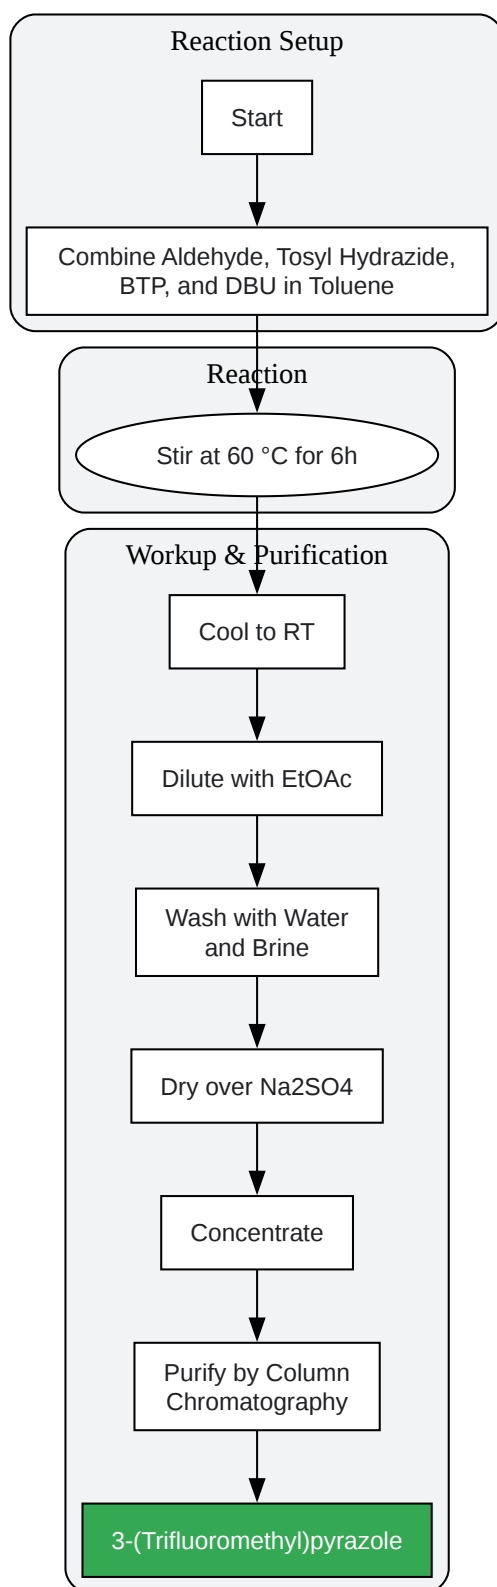 Reaction Setup
Start
Combine Aldehyde, Tosyl Hydrazide,
BTP, and DBU in Toluene
Reaction
Stir at 60 °C for 6h
Workup & Purification
Cool to RT
Dilute with EtOAc
Wash with Water
and Brine
Dry over Na2SO4
Concentrate
Purify by Column
Chromatography
3-(Trifluoromethyl)pyrazole